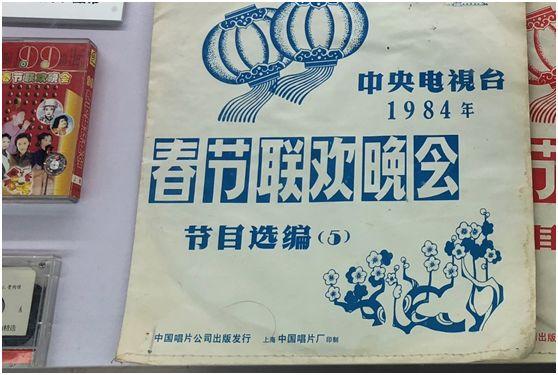 中央电視台
1984年
春节联欢晚会
节目选编(5)
中国唱片公司出版发行 上海 中国唱片厂 印制
春节联欢晚会